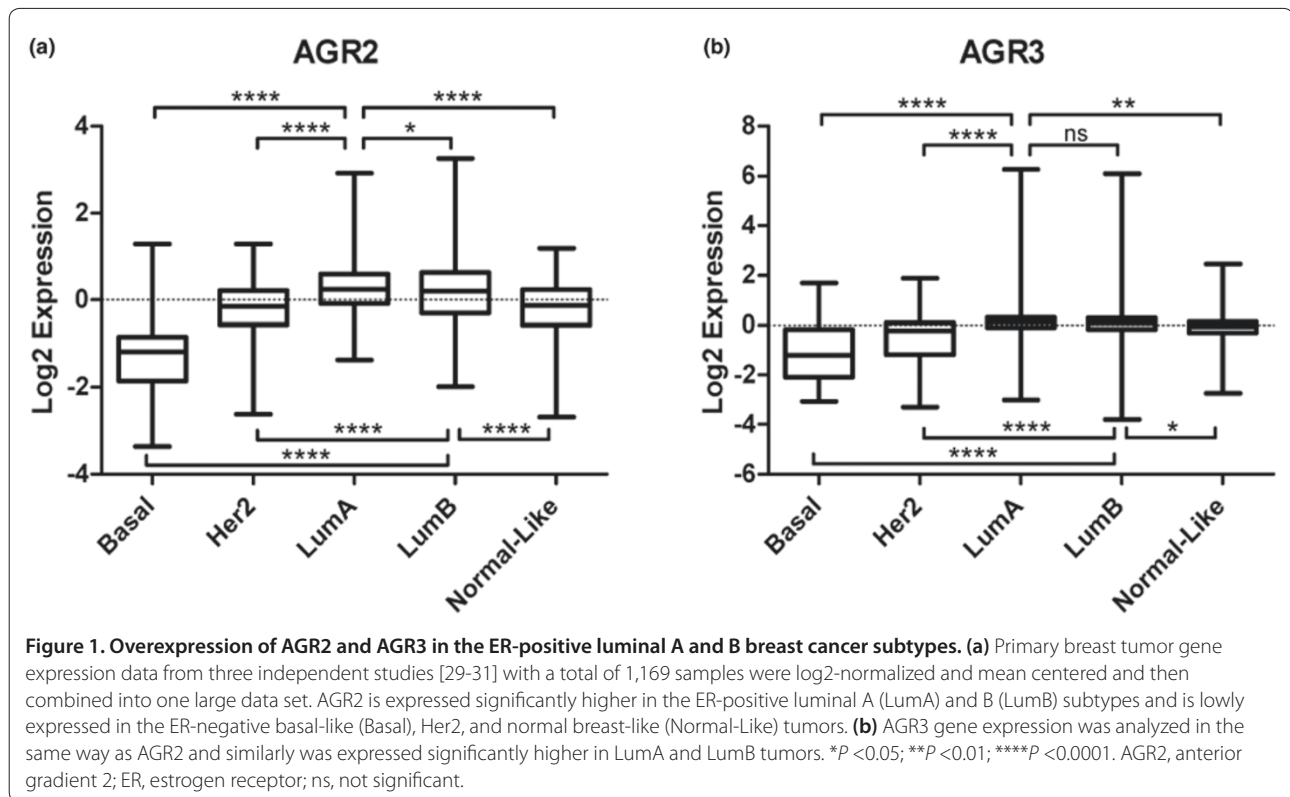 (a)
AGR2
****
****
****
*
4
2
0
-2
-4
Log2 Expression
****
****
****
Basal
Her2
LumA
LumB
Normal-Like
(b)
AGR3
****
**
****
ns
8
6
4
2
0
-2
-4
-6
Log2 Expression
****
*
****
Basal
Her2
LumA
LumB
Normal-Like
Figure 1. Overexpression of AGR2 and AGR3 in the ER-positive luminal A and B breast cancer subtypes. (a) Primary breast tumor gene
expression data from three independent studies [29-31] with a total of 1,169 samples were log2-normalized and mean centered and then
combined into one large data set. AGR2 is expressed significantly higher in the ER-positive luminal A (LumA) and B (LumB) subtypes and is lowly
expressed in the ER-negative basal-like (Basal), Her2, and normal breast-like (Normal-Like) tumors. (b) AGR3 gene expression was analyzed in the
same way as AGR2 and similarly was expressed significantly higher in LumA and LumB tumors. *P <0.05; **P <0.01; ****P <0.0001. AGR2, anterior
gradient 2; ER, estrogen receptor; ns, not significant.